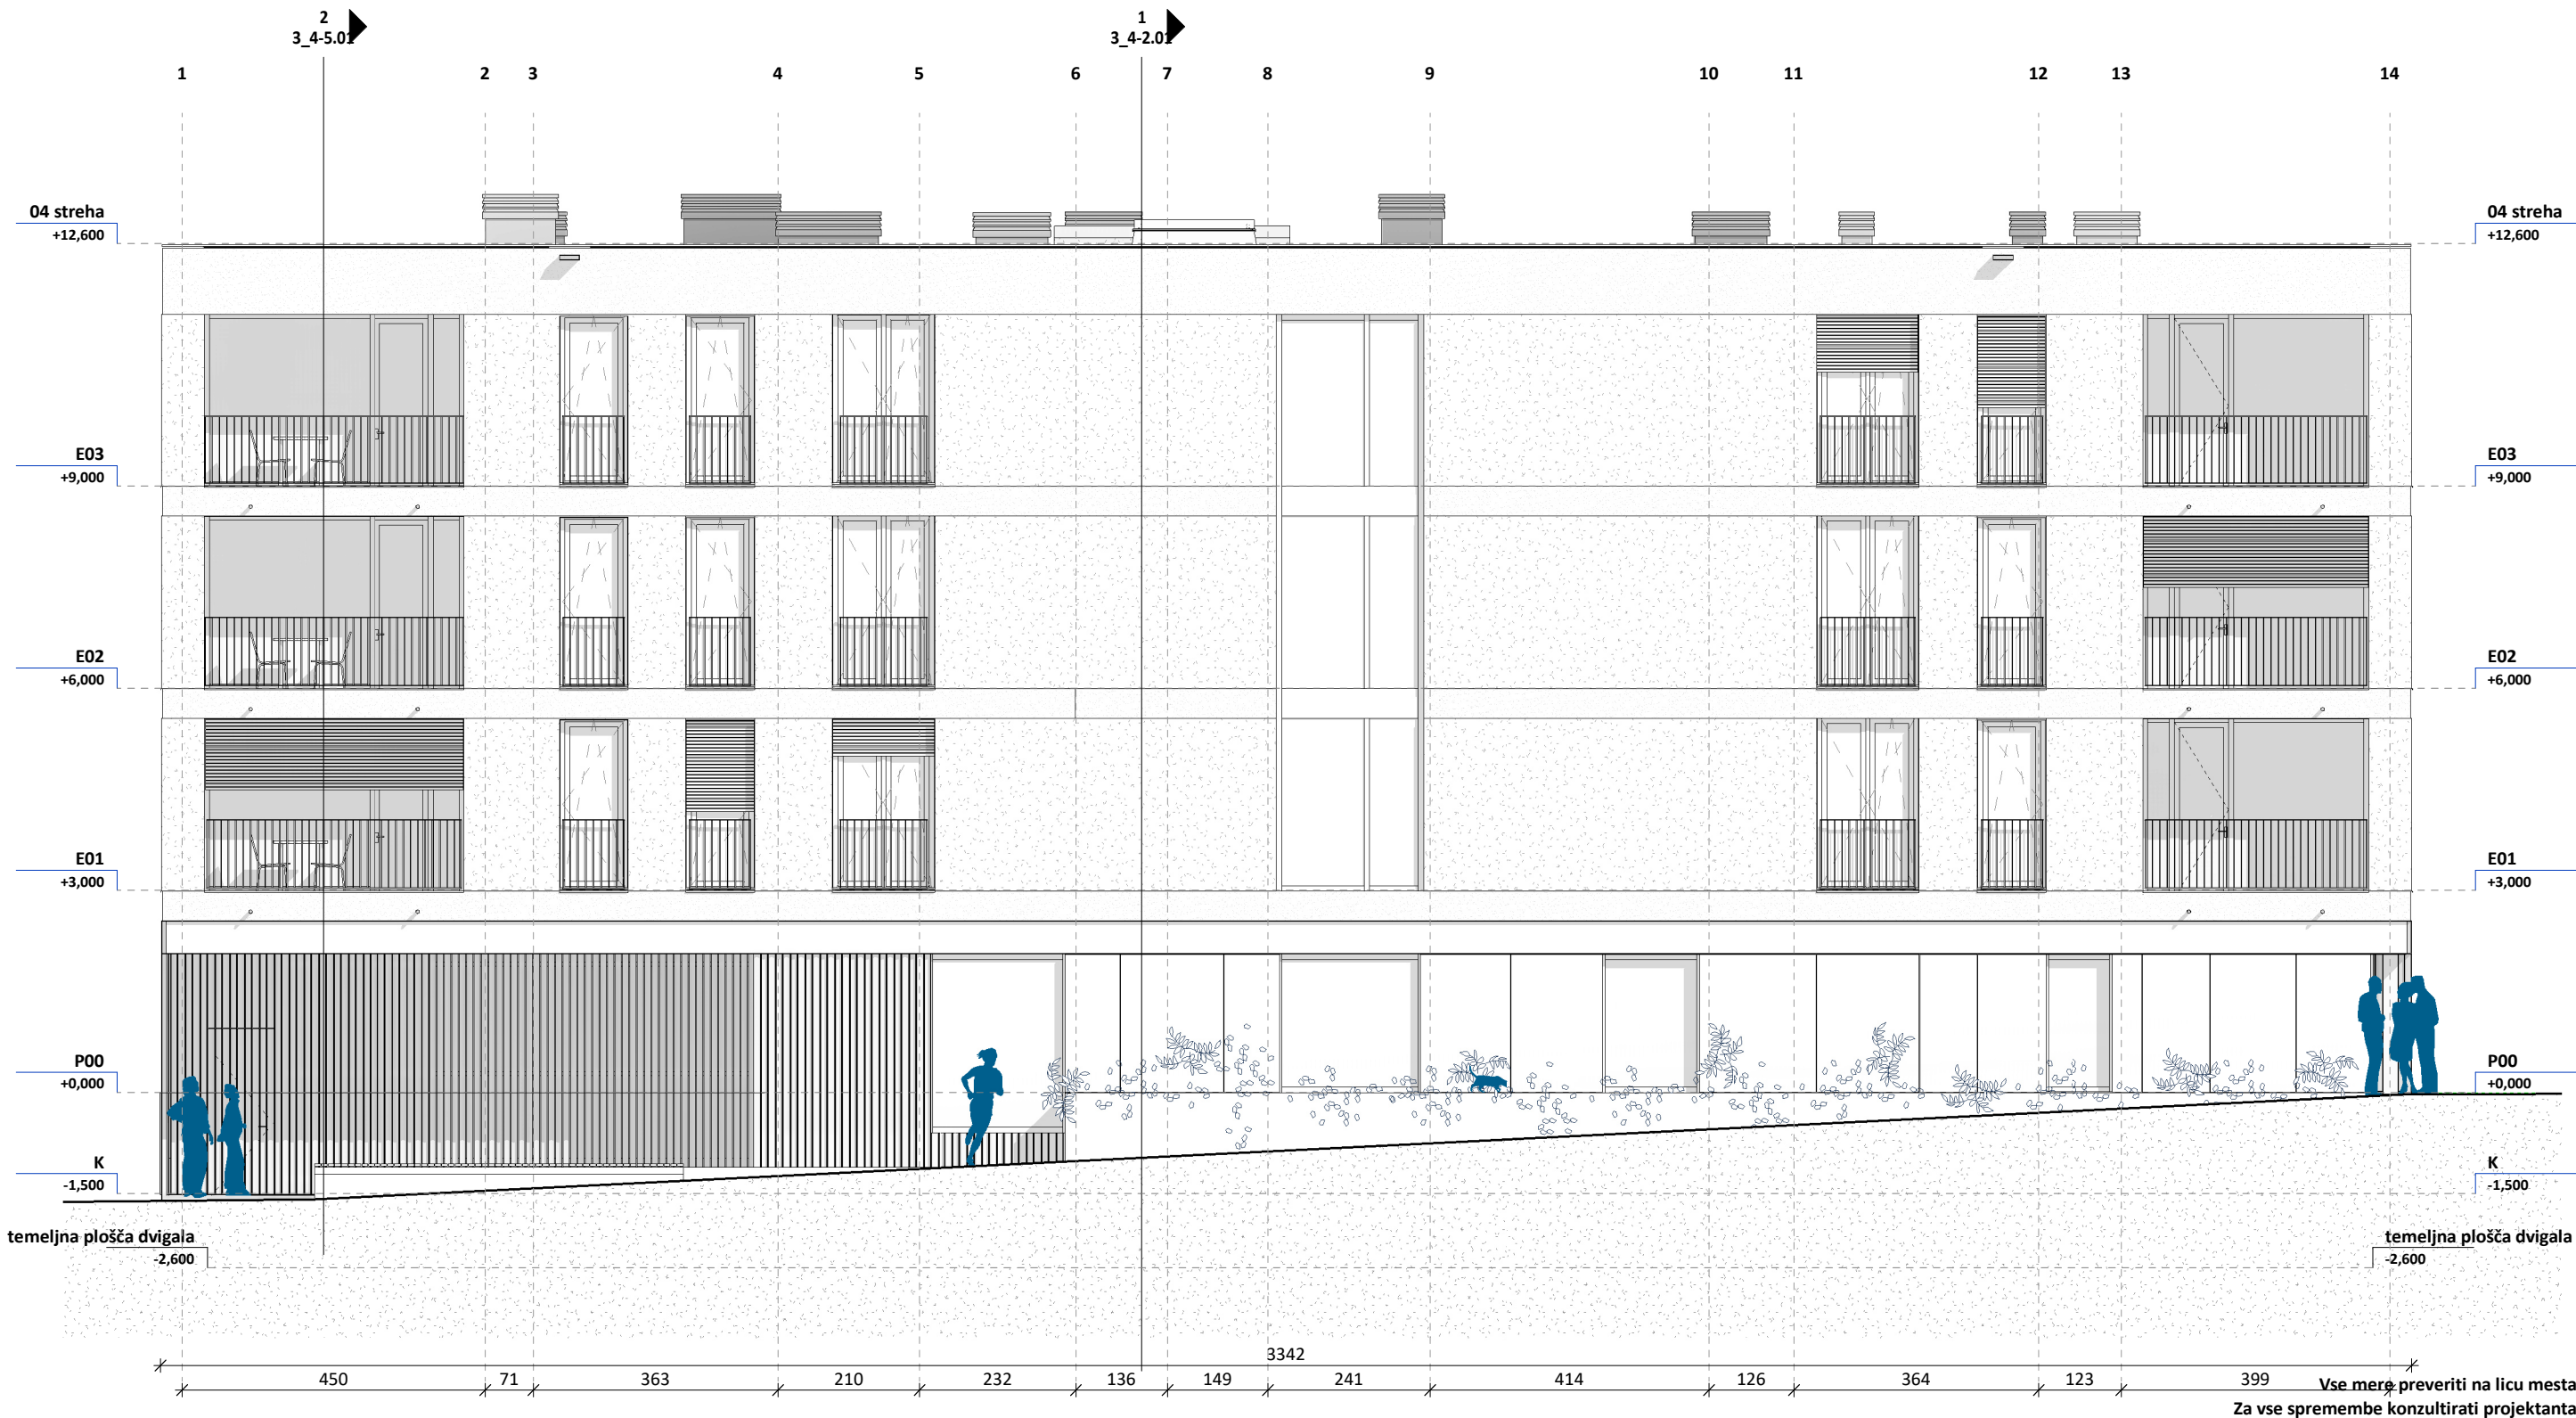 2
3_4-5.01
1
3_4-2.01
1 2 3 4 5 6 7 8 9 10 11 12 13 14
04 streha
+12,600
04 streha
+12,600
E03
+9,000
E03
+9,000
E02
+6,000
E02
+6,000
E01
+3,000
E01
+3,000
P00
+0,000
P00
+0,000
K
-1,500
K
-1,500
temeljna plošča dvigala
-2,600
temeljna plošča dvigala
-2,600
3342
450 71 363 210 232 136 149 241 414 126 364 123 399
Vse mere preveriti na licu mesta
Za vse spremembe konzultirati projektanta